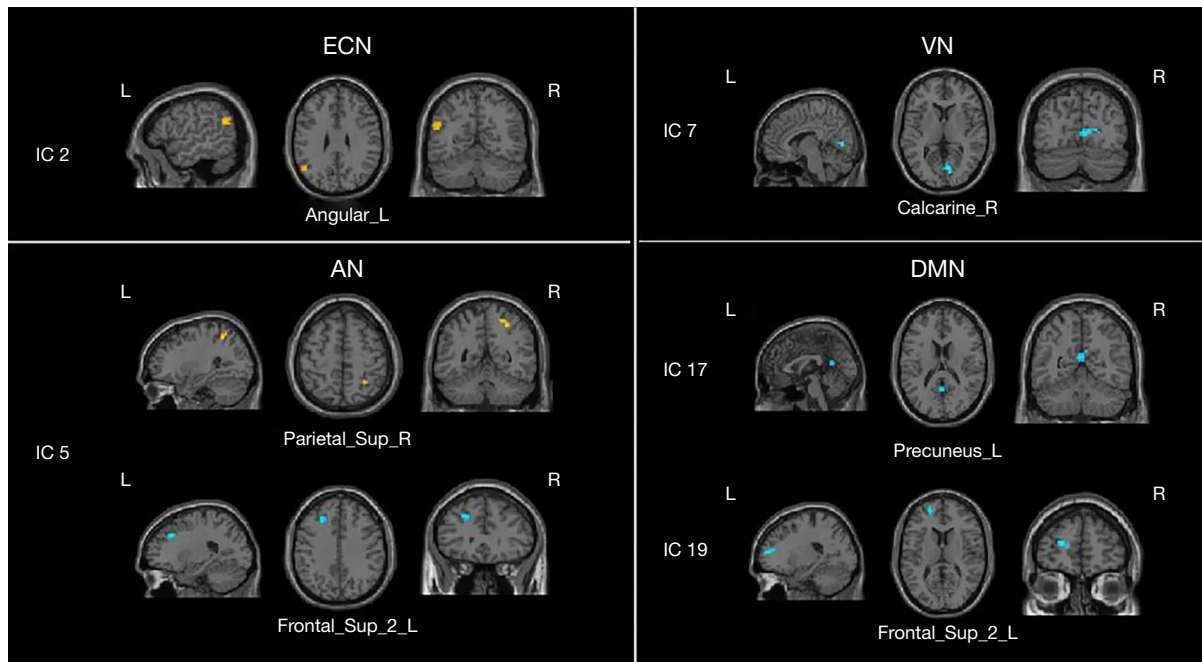 ECN
L
R
IC 2
Angular_L
VN
L
R
IC 7
Calcarine_R
AN
L
R
Parietal_Sup_R
IC 5
L
R
Frontal_Sup_2_L
DMN
L
R
IC 17
Precuneus_L
L
R
IC 19
Frontal_Sup_2_L